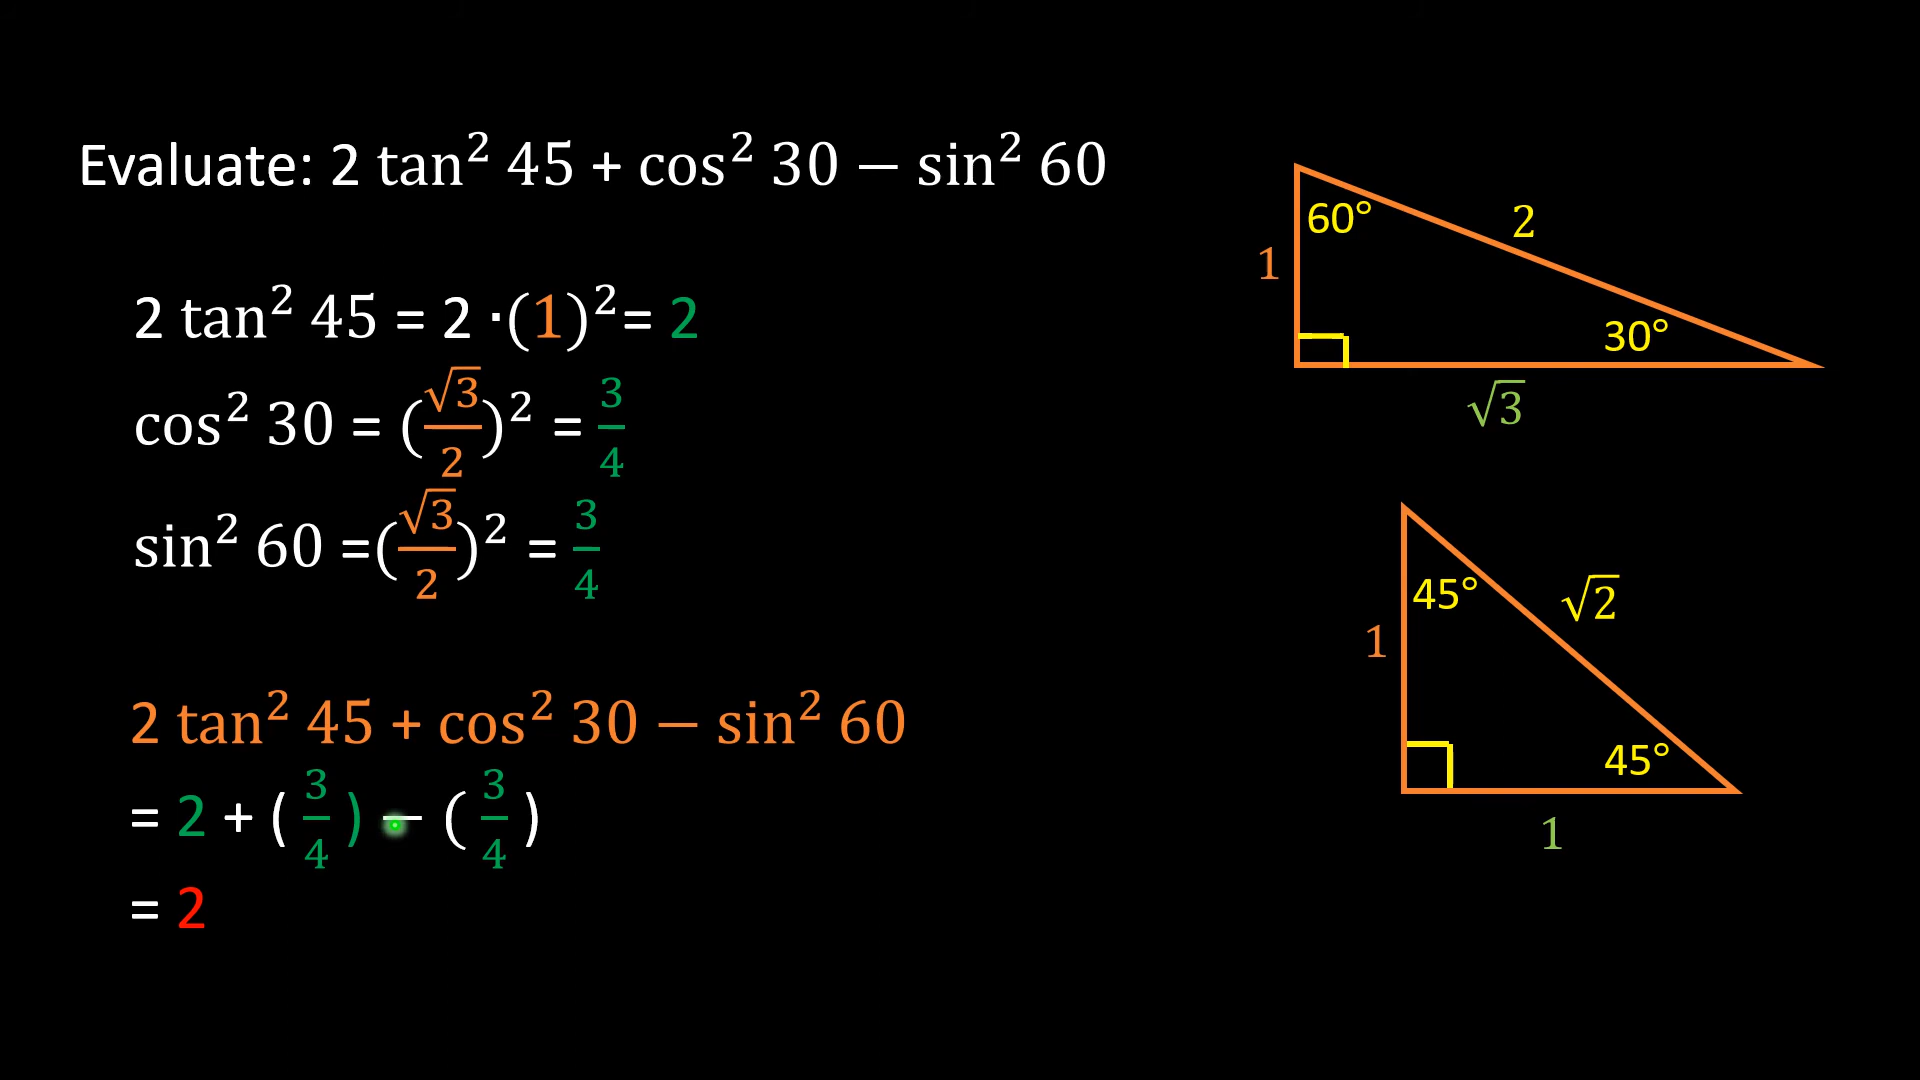 Evaluate: 2 tan² 45 + cos² 30 − sin² 60
2 tan² 45 = 2 ·(1)²= 2
cos² 30 = (√3/2)² = 3/4
sin² 60 =(√3/2)² = 3/4
2 tan² 45 + cos² 30 − sin² 60
= 2 + ( 3/4 ) − ( 3/4 )
= 2
60°
2
1
30°
√3
45°
√2
1
45°
1